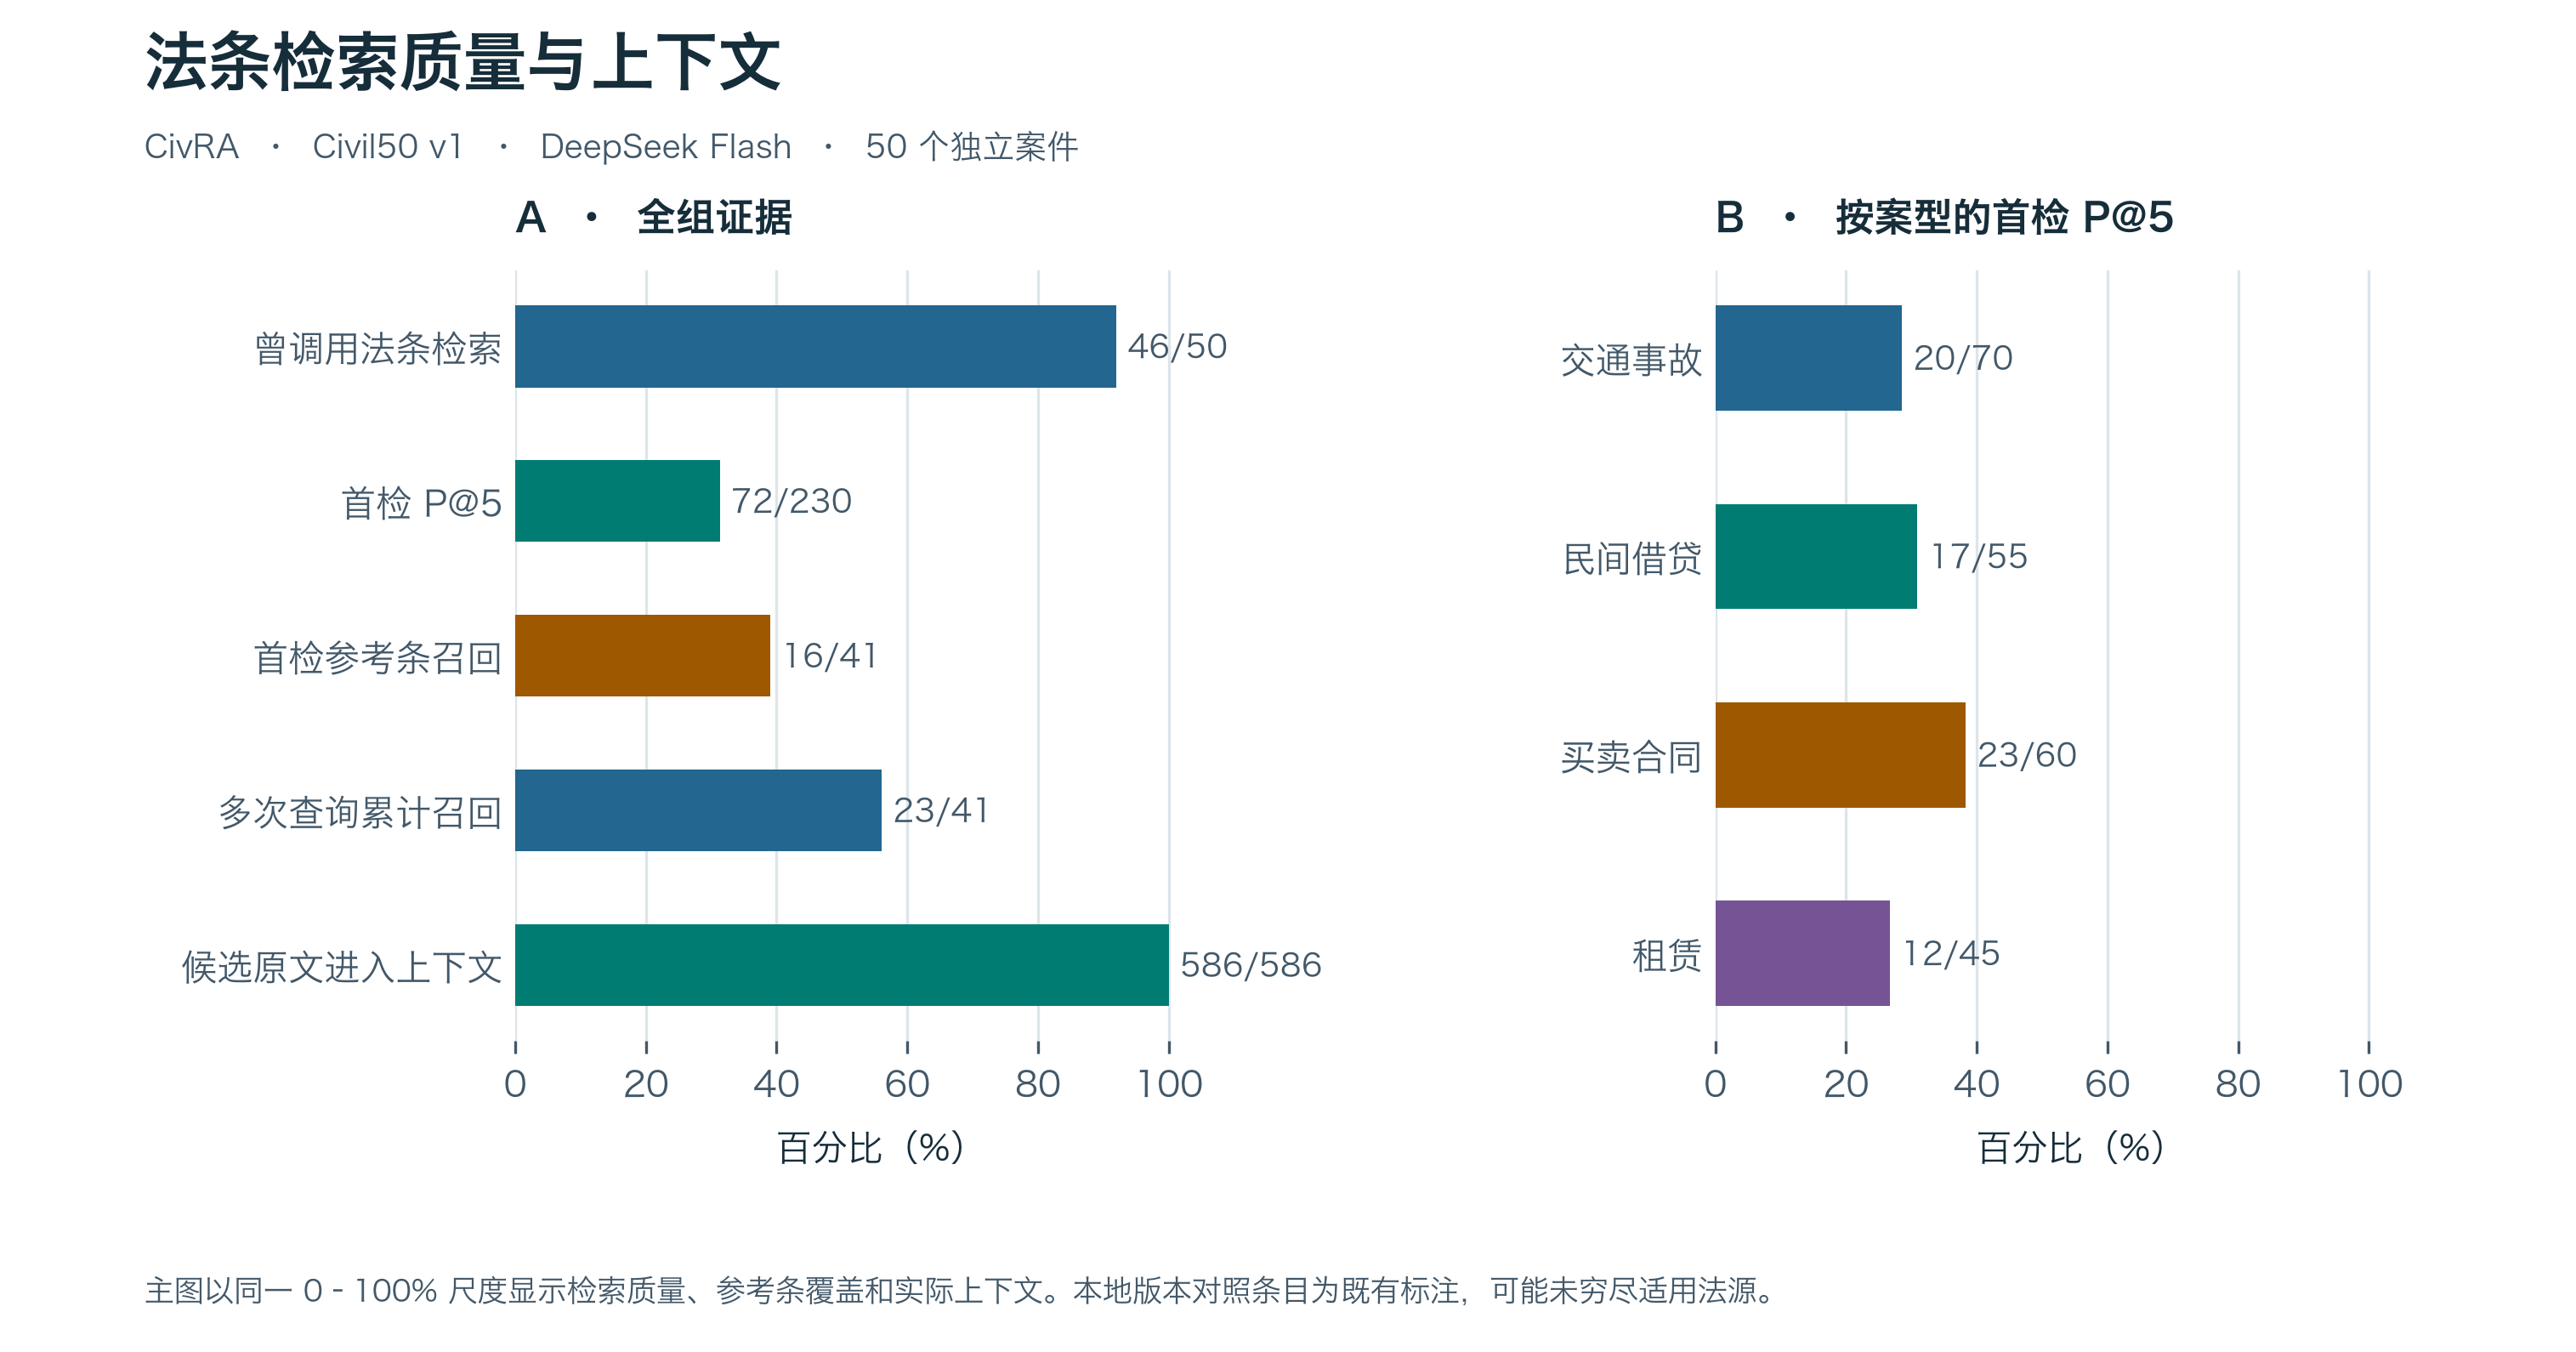 法条检索质量与上下文
CivRA · Civil50 v1 · DeepSeek Flash · 50 个独立案件
A · 全组证据
曾调用法条检索 46/50
首检 P@5 72/230
首检参考条召回 16/41
多次查询累计召回 23/41
候选原文进入上下文 586/586
0 20 40 60 80 100
百分比（%）
B · 按案型的首检 P@5
交通事故 20/70
民间借贷 17/55
买卖合同 23/60
租赁 12/45
0 20 40 60 80 100
百分比（%）
主图以同一 0 - 100% 尺度显示检索质量、参考条覆盖和实际上下文。本地版本对照条目为既有标注，可能未穷尽适用法源。